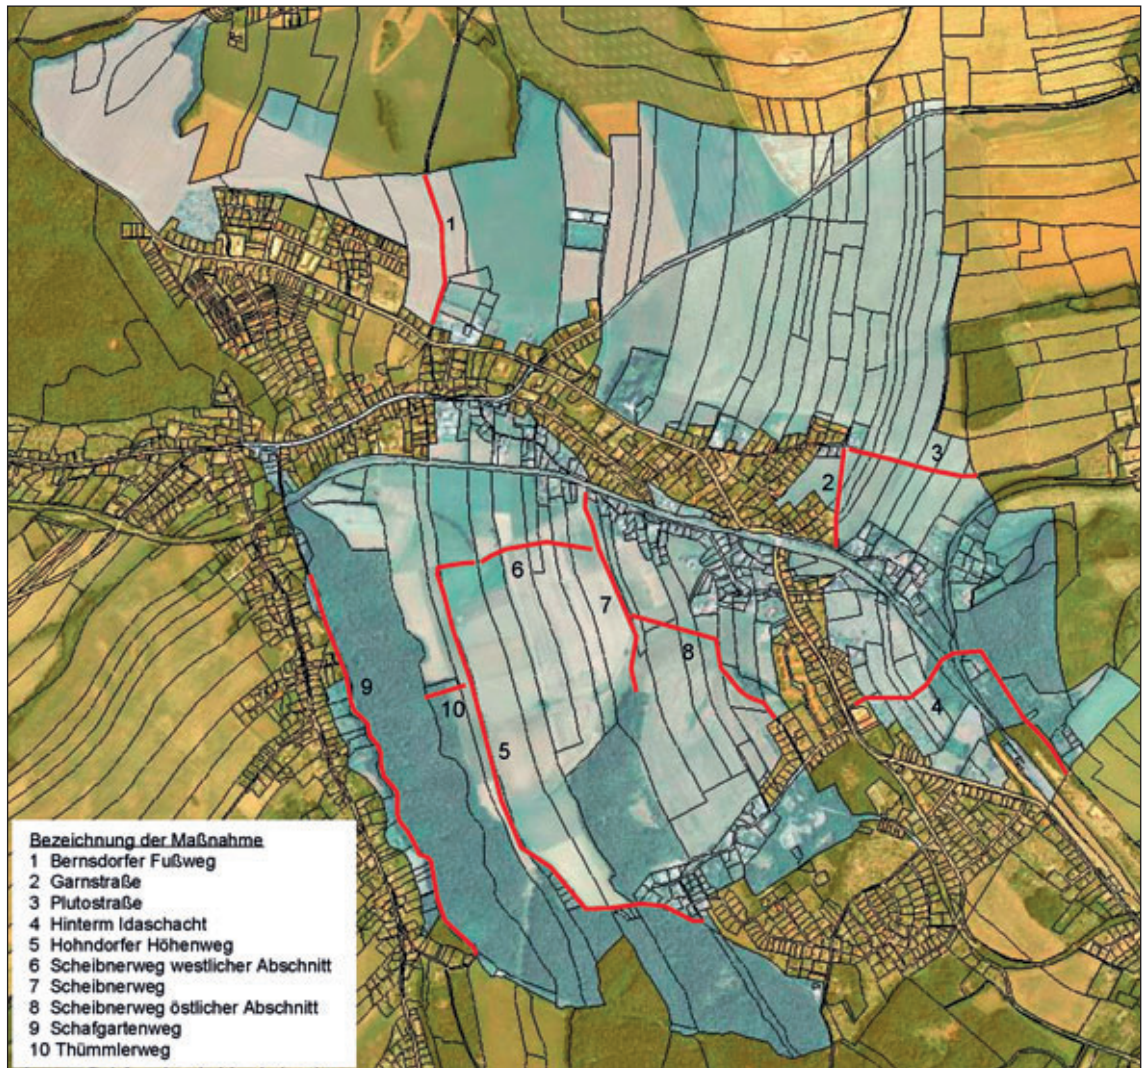 1
2
3
6
7
8
9
10
5
4
Bezeichnung der Maßnahme
1 Bernsdorfer Fußweg
2 Garnstraße
3 Plutostraße
4 Hinterm Idaschacht
5 Hohndorfer Höhenweg
6 Scheibnerweg westlicher Abschnitt
7 Scheibnerweg
8 Scheibnerweg östlicher Abschnitt
9 Schafgartenweg
10 Thümmlerweg